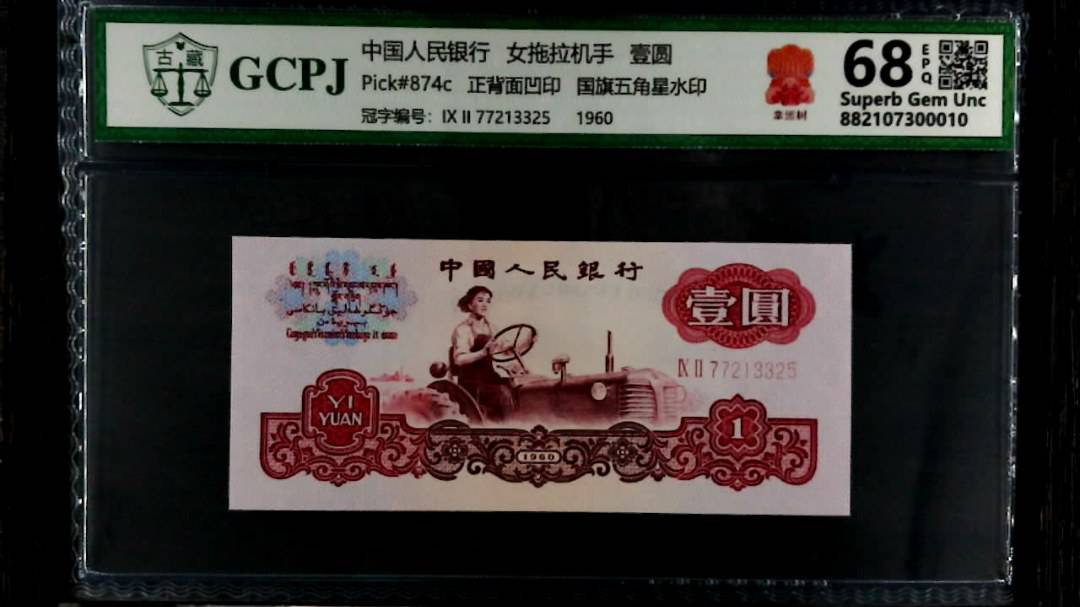 古藏
GCPJ
中国人民银行 女拖拉机手 壹圆
Pick#874c 正背面凹印 国旗五角星水印
冠字编号: IX II 77213325 1960
68 EPQ
Superb Gem Unc
882107300010
中國人民銀行
壹圓
IX II 77213325
YI
YUAN
1960
1